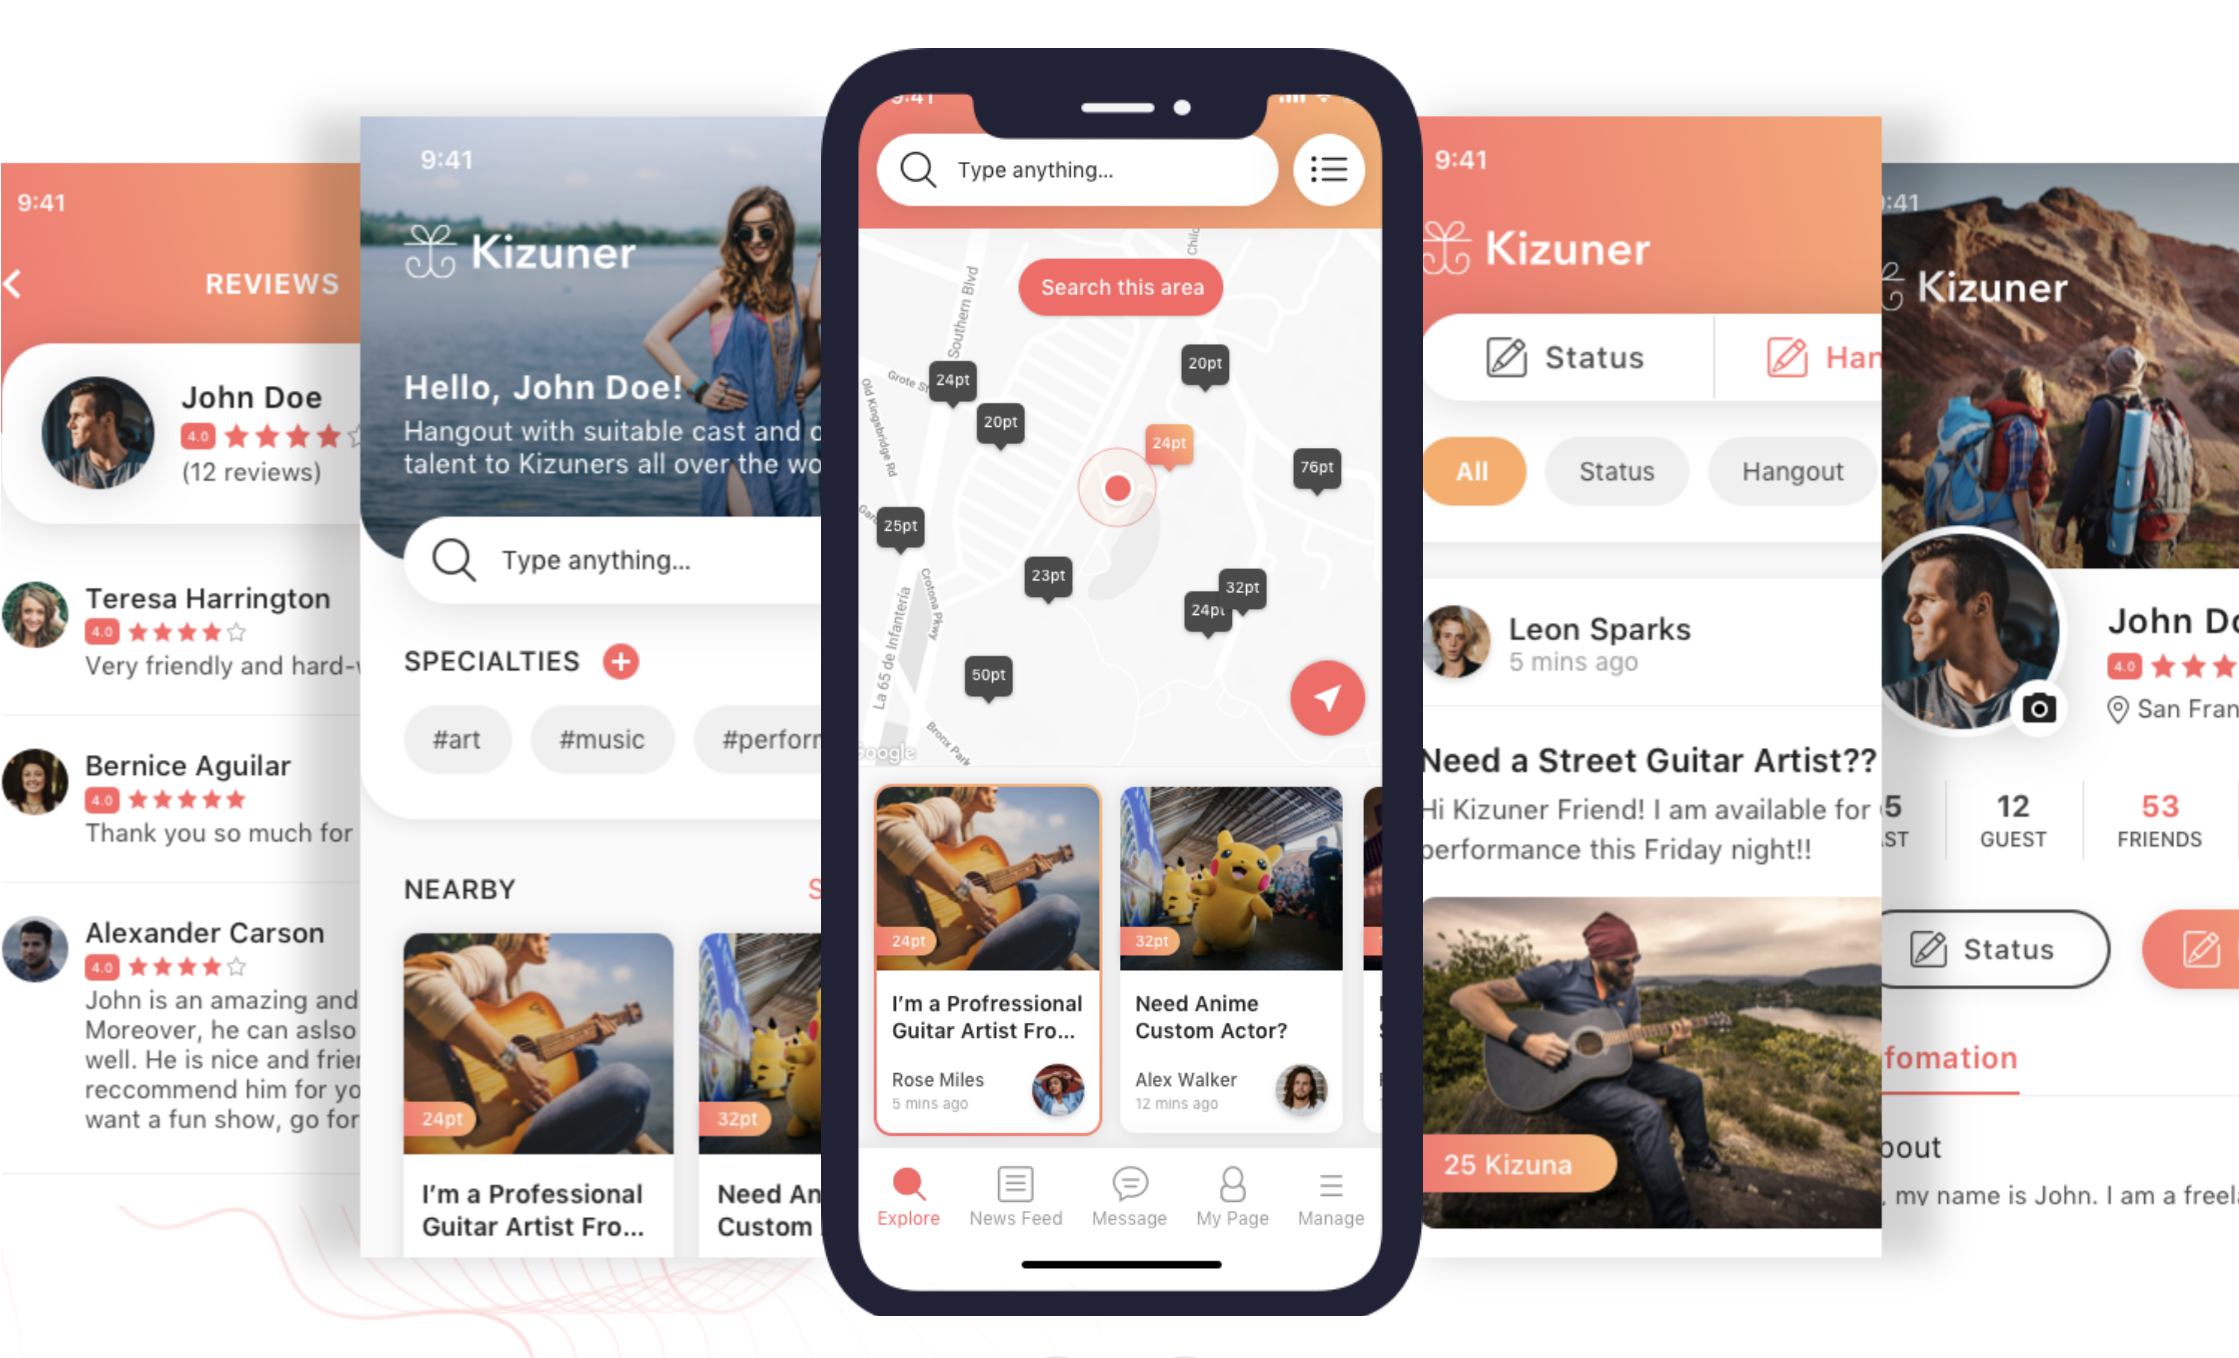 9:41
REVIEWS
John Doe
4.0
(12 reviews)
Teresa Harrington
4.0
Very friendly and hard-
Bernice Aguilar
4.0
Thank you so much for
Alexander Carson
4.0
John is an amazing and
Moreover, he can aslso
well. He is nice and frien
reccommend him for yo
want a fun show, go for
9:41
Kizuner
Hello, John Doe!
Hangout with suitable cast and o
talent to Kizuners all over the wo
Type anything...
SPECIALTIES
#art
#music
#perform
NEARBY
S
24pt
32pt
I'm a Professional
Guitar Artist Fro...
Need An
Custom
9:41
Type anything...
Search this area
Southern Blvd
Grote St
Old Kingsbridge Rd
Crotona Pkwy
La 65 de Infantería
Bronx Park
24pt
20pt
20pt
24pt
76pt
25pt
23pt
32pt
24pt
50pt
Google
24pt
32pt
I'm a Profressional
Guitar Artist Fro...
Rose Miles
5 mins ago
Need Anime
Custom Actor?
Alex Walker
12 mins ago
Explore
News Feed
Message
My Page
Manage
9:41
Kizuner
Status
Han
All
Status
Hangout
Leon Sparks
5 mins ago
Need a Street Guitar Artist??
Hi Kizuner Friend! I am available for
performance this Friday night!!
25 Kizuna
:41
Kizuner
John Do
4.0
San Fran
5
ST
12
GUEST
53
FRIENDS
Status
fomation
bout
, my name is John. I am a freel